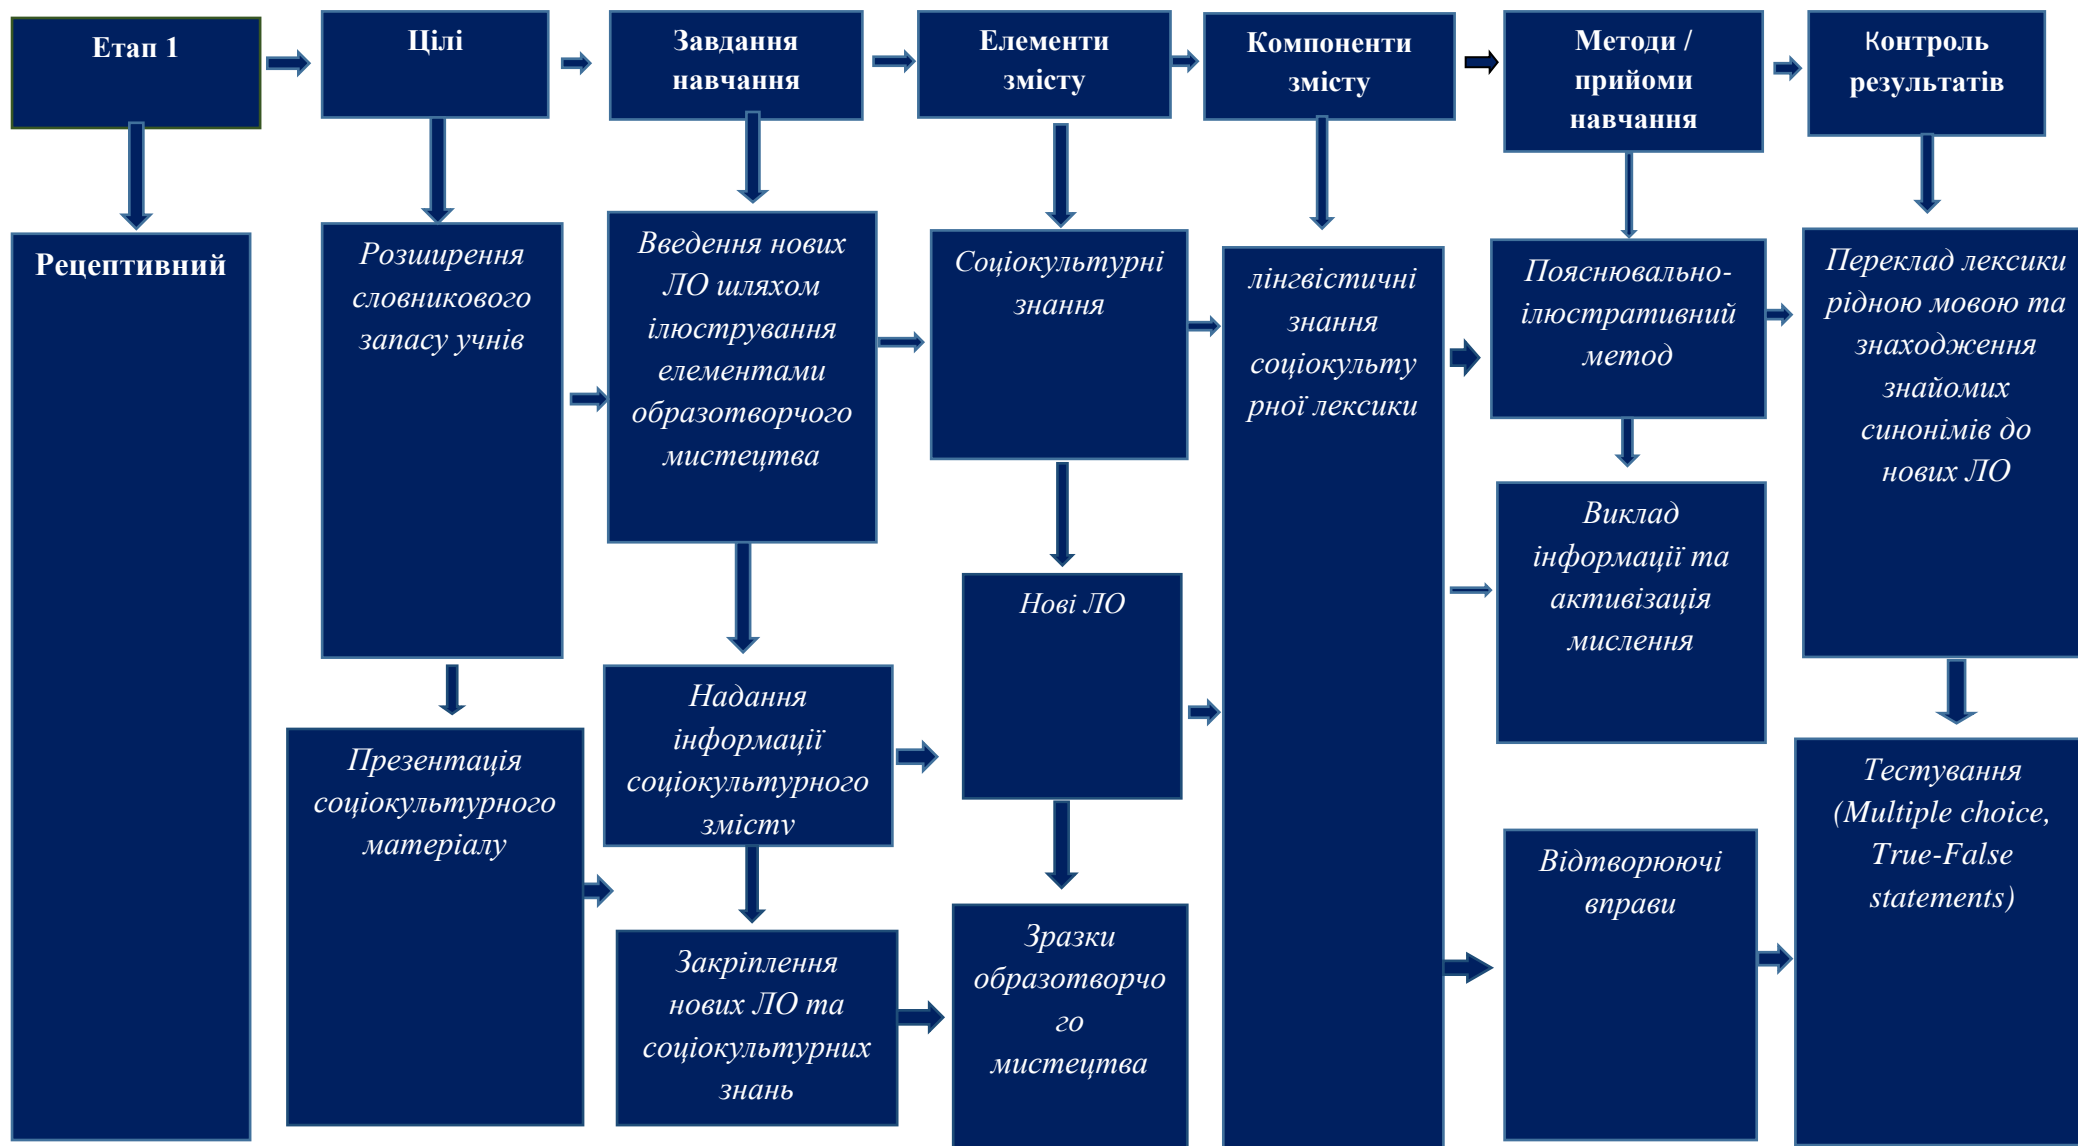 Етап 1
Цілі
Завдання
навчання
Елементи
змісту
Компоненти
змісту
Методи /
прийоми
навчання
Контроль
результатів
Рецептивний
Розширення
словникового
запасу учнів
Презентація
соціокультурного
матеріалу
Введення нових
ЛО шляхом
ілюстрування
елементами
образотворчого
мистецтва
Надання
інформації
соціокультурного
змісту
Закріплення
нових ЛО та
соціокультурних
знань
Соціокультурні
знання
Нові ЛО
Зразки
образотворчо
го
мистецтва
лінгвістичні
знання
соціокульту
рної лексики
Пояснювально-
ілюстративний
метод
Виклад
інформації та
активізація
мислення
Відтворюючі
вправи
Переклад лексики
рідною мовою та
знаходження
знайомих
синонімів до
нових ЛО
Тестування
(Multiple choice,
True-False
statements)